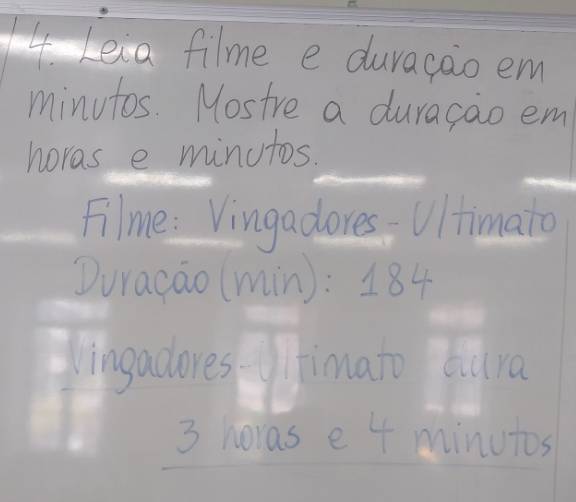 14. Leia filme e duração em
minutos. Mostre a duração em
horas e minutos.
Filme: Vingadores - Ultimato
Duração (min): 184
Vingadores - Ultimato dura
3 horas e 4 minutos